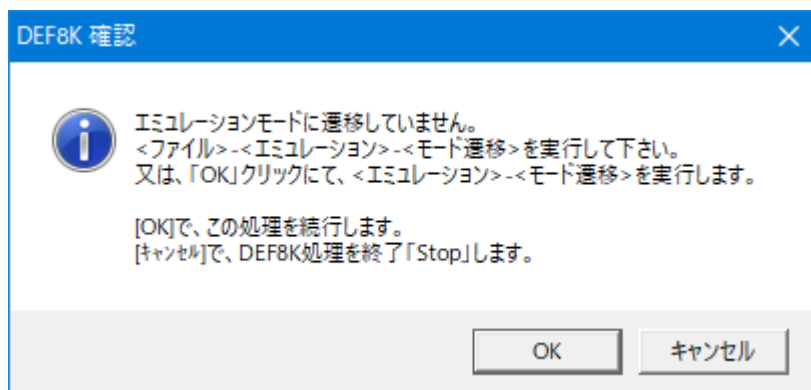 DEF8K 確認
エミュレーションモードに遷移していません。
<ファイル>-<エミュレーション>-<モード遷移>を実行して下さい。
又は、「OK」クリックにて、<エミュレーション>-<モード遷移>を実行します。
[OK]で、この処理を続行します。
[ｷｬﾝｾﾙ]で、DEF8K処理を終了「Stop」します。
OK
キャンセル